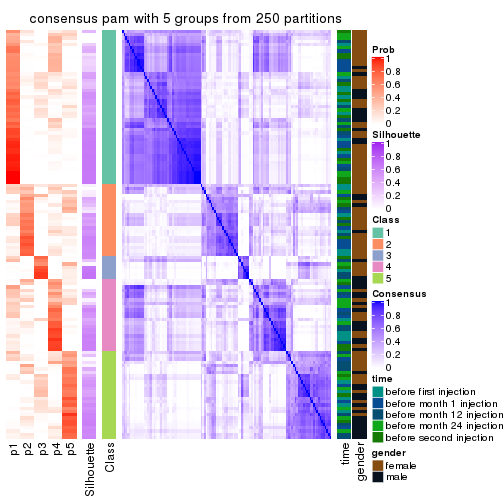 consensus pam with 5 groups from 250 partitions
Prob
1
0.8
0.6
0.4
0.2
0
Silhouette
1
0.8
0.6
0.4
0.2
0
Class
1
2
3
4
5
Consensus
1
0.8
0.6
0.4
0.2
0
time
before first injection
before month 1 injection
before month 12 injection
before month 24 injection
before second injection
gender
female
male
p1
p2
p3
p4
p5
Silhouette
Class
time
gender